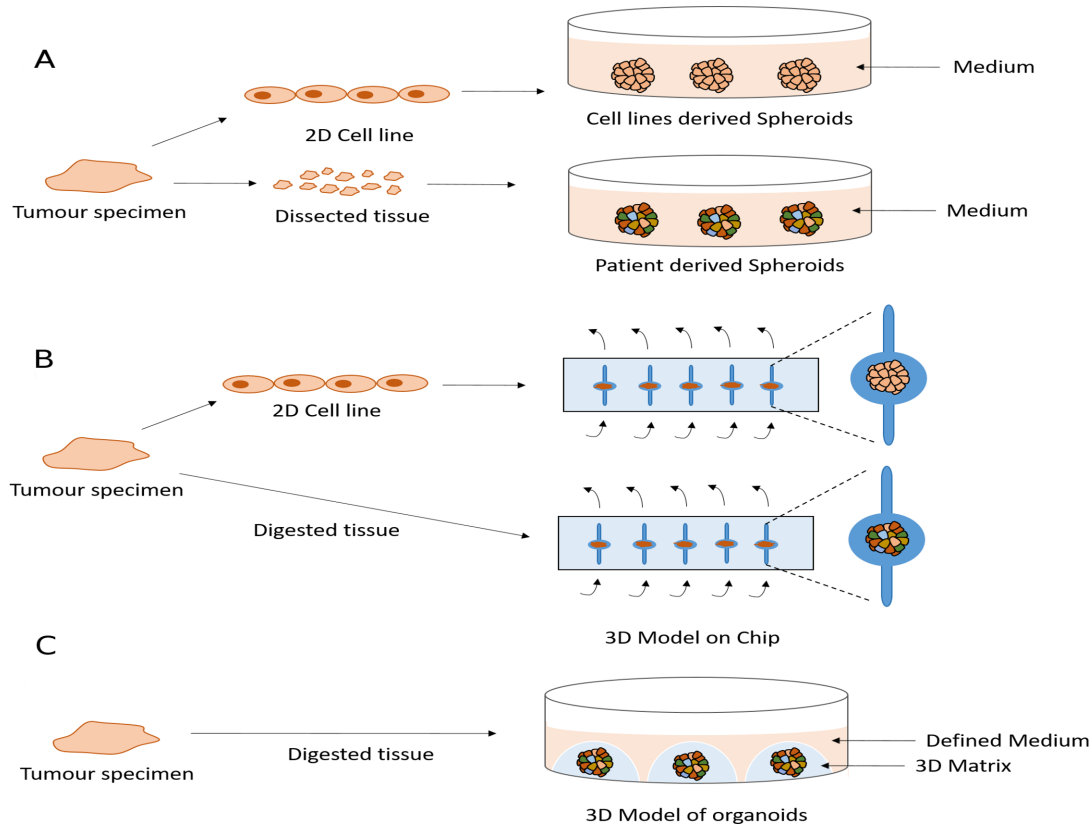 A
Medium
2D Cell line
Cell lines derived Spheroids
Tumour specimen
Dissected tissue
Medium
Patient derived Spheroids
B
2D Cell line
Tumour specimen
Digested tissue
3D Model on Chip
C
Tumour specimen
Digested tissue
Defined Medium
3D Matrix
3D Model of organoids